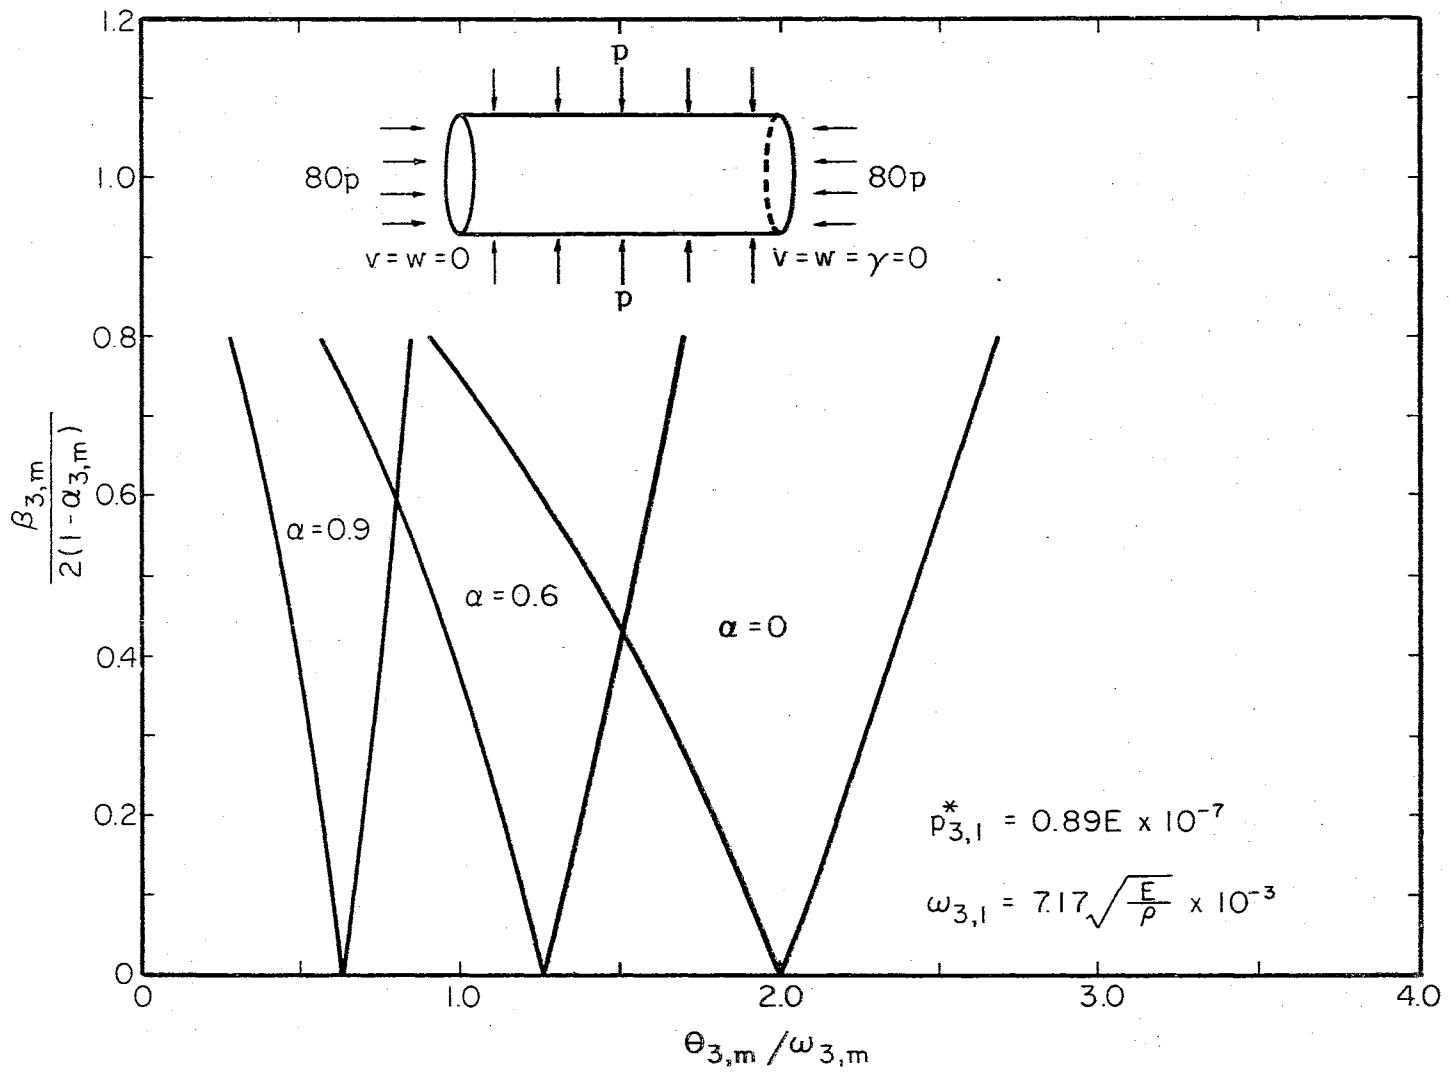 1.2
1.0
0.8
0.6
0.4
0.2
0
β3,m
2(1-α3,m)
p
80p
80p
v=w=0
v=w=γ=0
p
α=0.9
α=0.6
α=0
p*3,1 = 0.89E x 10⁻⁷
ω3,1 = 7.17√E/ρ x 10⁻³
0
1.0
2.0
3.0
4.0
θ3,m/ω3,m